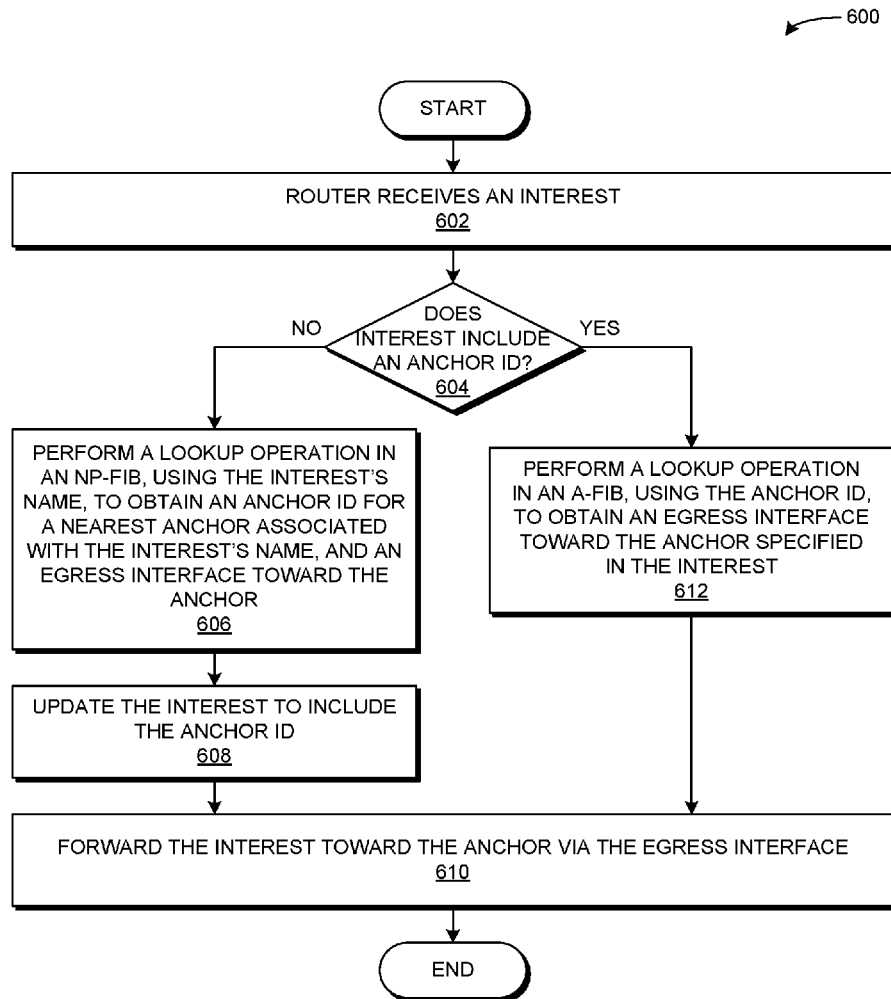 600
START
ROUTER RECEIVES AN INTEREST
602
DOES
INTEREST INCLUDE
AN ANCHOR ID?
604
NO
YES
PERFORM A LOOKUP OPERATION IN
AN NP-FIB, USING THE INTEREST'S
NAME, TO OBTAIN AN ANCHOR ID FOR
A NEAREST ANCHOR ASSOCIATED
WITH THE INTEREST'S NAME, AND AN
EGRESS INTERFACE TOWARD THE
ANCHOR
606
PERFORM A LOOKUP OPERATION
IN AN A-FIB, USING THE ANCHOR ID,
TO OBTAIN AN EGRESS INTERFACE
TOWARD THE ANCHOR SPECIFIED
IN THE INTEREST
612
UPDATE THE INTEREST TO INCLUDE
THE ANCHOR ID
608
FORWARD THE INTEREST TOWARD THE ANCHOR VIA THE EGRESS INTERFACE
610
END